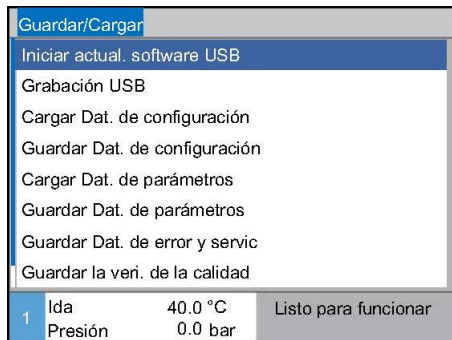 Guardar/Cargar
Iniciar actual. software USB
Grabación USB
Cargar Dat. de configuración
Guardar Dat. de configuración
Cargar Dat. de parámetros
Guardar Dat. de parámetros
Guardar Dat. de error y servic
Guardar la veri. de la calidad
1 Ida 40.0 °C Listo para funcionar
Presión 0.0 bar